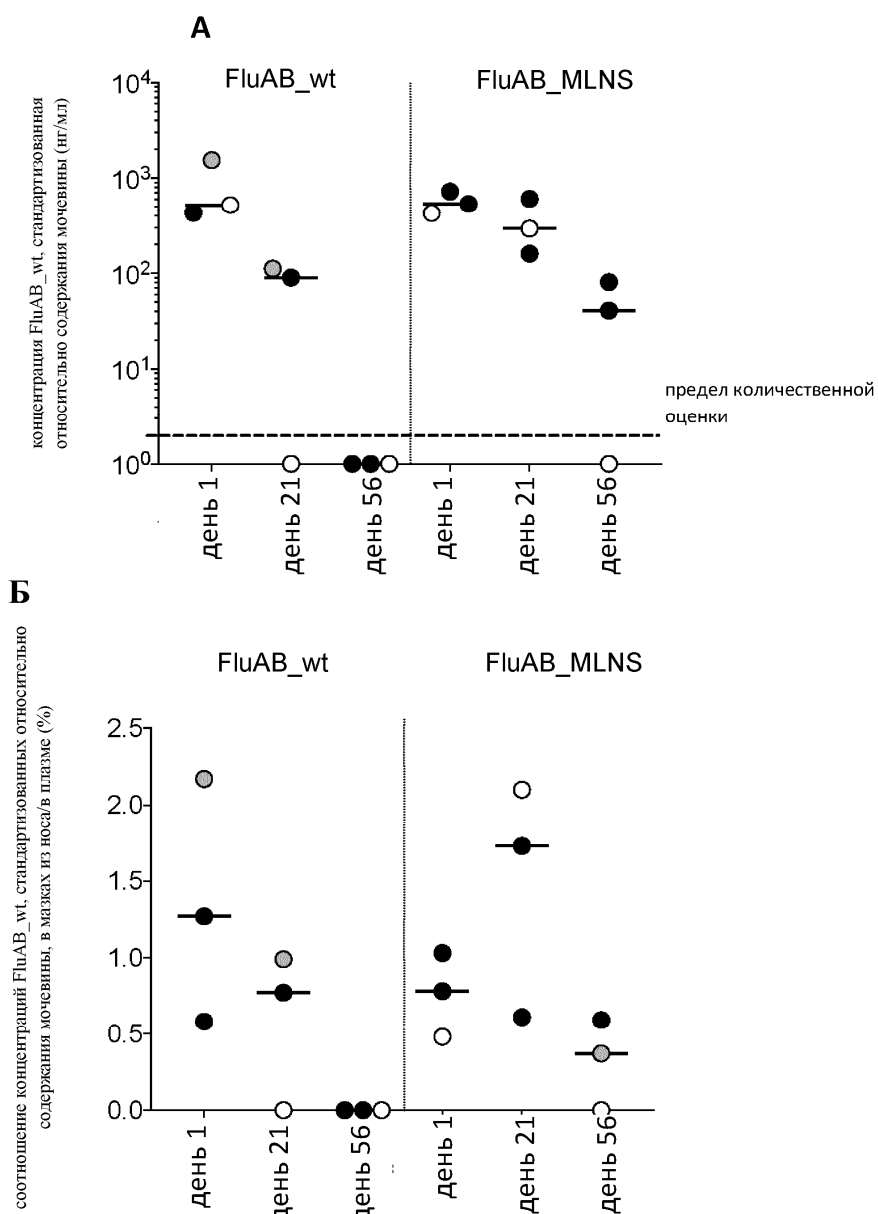 А
FluAB_wt
FluAB_MLNS
концентрация FluAB_wt, стандартизованная
относительно содержания мочевины (нг/мл)
10⁴
10³
10²
10¹
10⁰
предел количественной
оценки
день 1
день 21
день 56
день 1
день 21
день 56
Б
FluAB_wt
FluAB_MLNS
соотношение концентраций FluAB_wt, стандартизованных относительно
содержания мочевины, в мазках из носа/в плазме (%)
2.5
2.0
1.5
1.0
0.5
0.0
день 1
день 21
день 56
день 1
день 21
день 56